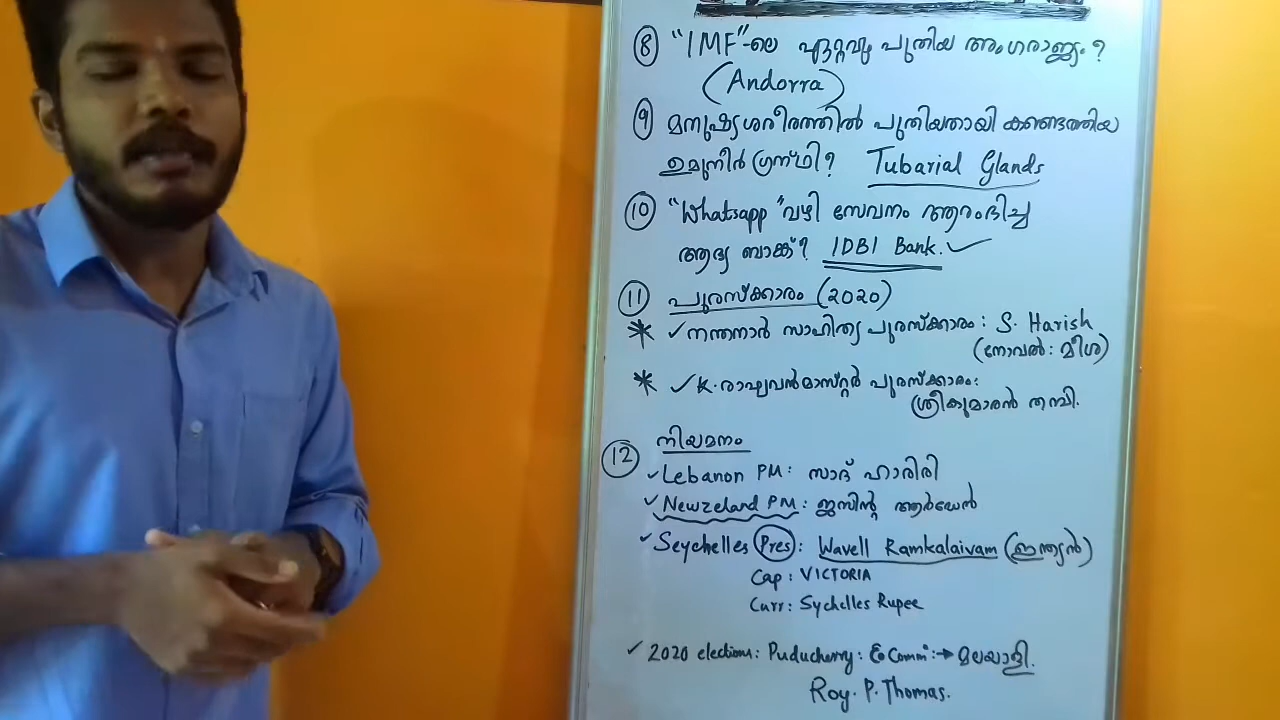 ⑧ "IMF"-ലെ ഏറ്റവും പുതിയ അംഗരാജ്യം?
(Andorra)
⑨ മനുഷ്യശരീരത്തിൽ പുതിയതായി കണ്ടെത്തിയ
ഉമുനീർ ഗ്രന്ഥി? Tubarial Glands
⑩ "Whatsapp" വഴി സേവനം ആരംഭിച്ച
ആദ്യ ബാങ്ക്? IDBI Bank. ✓
⑪ പുരസ്ക്കാരം (2020)
* ✓ നന്തനാർ സാഹിത്യ പുരസ്ക്കാരം: S. Harish
(നോവൽ: മീശ)
* ✓ K. രാഘവൻമാസ്റ്റർ പുരസ്ക്കാരം:
ശ്രീകുമാരൻ തമ്പി.
⑫ നിയമനം
✓ Lebanon PM: സാദ് ഹാരിരി
✓ Newzeland PM: ജസിന്റ ആർഡേൻ
✓ Seychelles Pres: Wavell Ramkalaivam (ഇന്ത്യൻ)
Cap: VICTORIA
Curr: Sychelles Rupee
✓ 2020 elections: Puducherry: Comm: → മലയാളി.
Roy. P. Thomas.